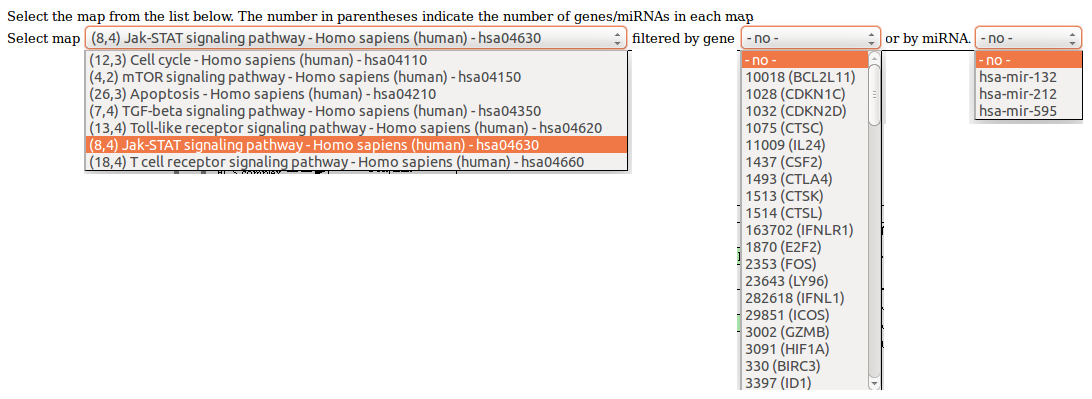 Select the map from the list below. The number in parentheses indicate the number of genes/miRNAs in each map
Select map (8,4) Jak-STAT signaling pathway - Homo sapiens (human) - hsa04630 filtered by gene - no - or by miRNA. - no -
(12,3) Cell cycle - Homo sapiens (human) - hsa04110
(4,2) mTOR signaling pathway - Homo sapiens (human) - hsa04150
(26,3) Apoptosis - Homo sapiens (human) - hsa04210
(7,4) TGF-beta signaling pathway - Homo sapiens (human) - hsa04350
(13,4) Toll-like receptor signaling pathway - Homo sapiens (human) - hsa04620
(8,4) Jak-STAT signaling pathway - Homo sapiens (human) - hsa04630
(18,4) T cell receptor signaling pathway - Homo sapiens (human) - hsa04660
- no -
10018 (BCL2L11)
1028 (CDKN1C)
1032 (CDKN2D)
1075 (CTSC)
11009 (IL24)
1437 (CSF2)
1493 (CTLA4)
1513 (CTSK)
1514 (CTSL)
163702 (IFNLR1)
1870 (E2F2)
2353 (FOS)
23643 (LY96)
282618 (IFNL1)
29851 (ICOS)
3002 (GZMB)
3091 (HIF1A)
330 (BIRC3)
3397 (ID1)
- no -
hsa-mir-132
hsa-mir-212
hsa-mir-595